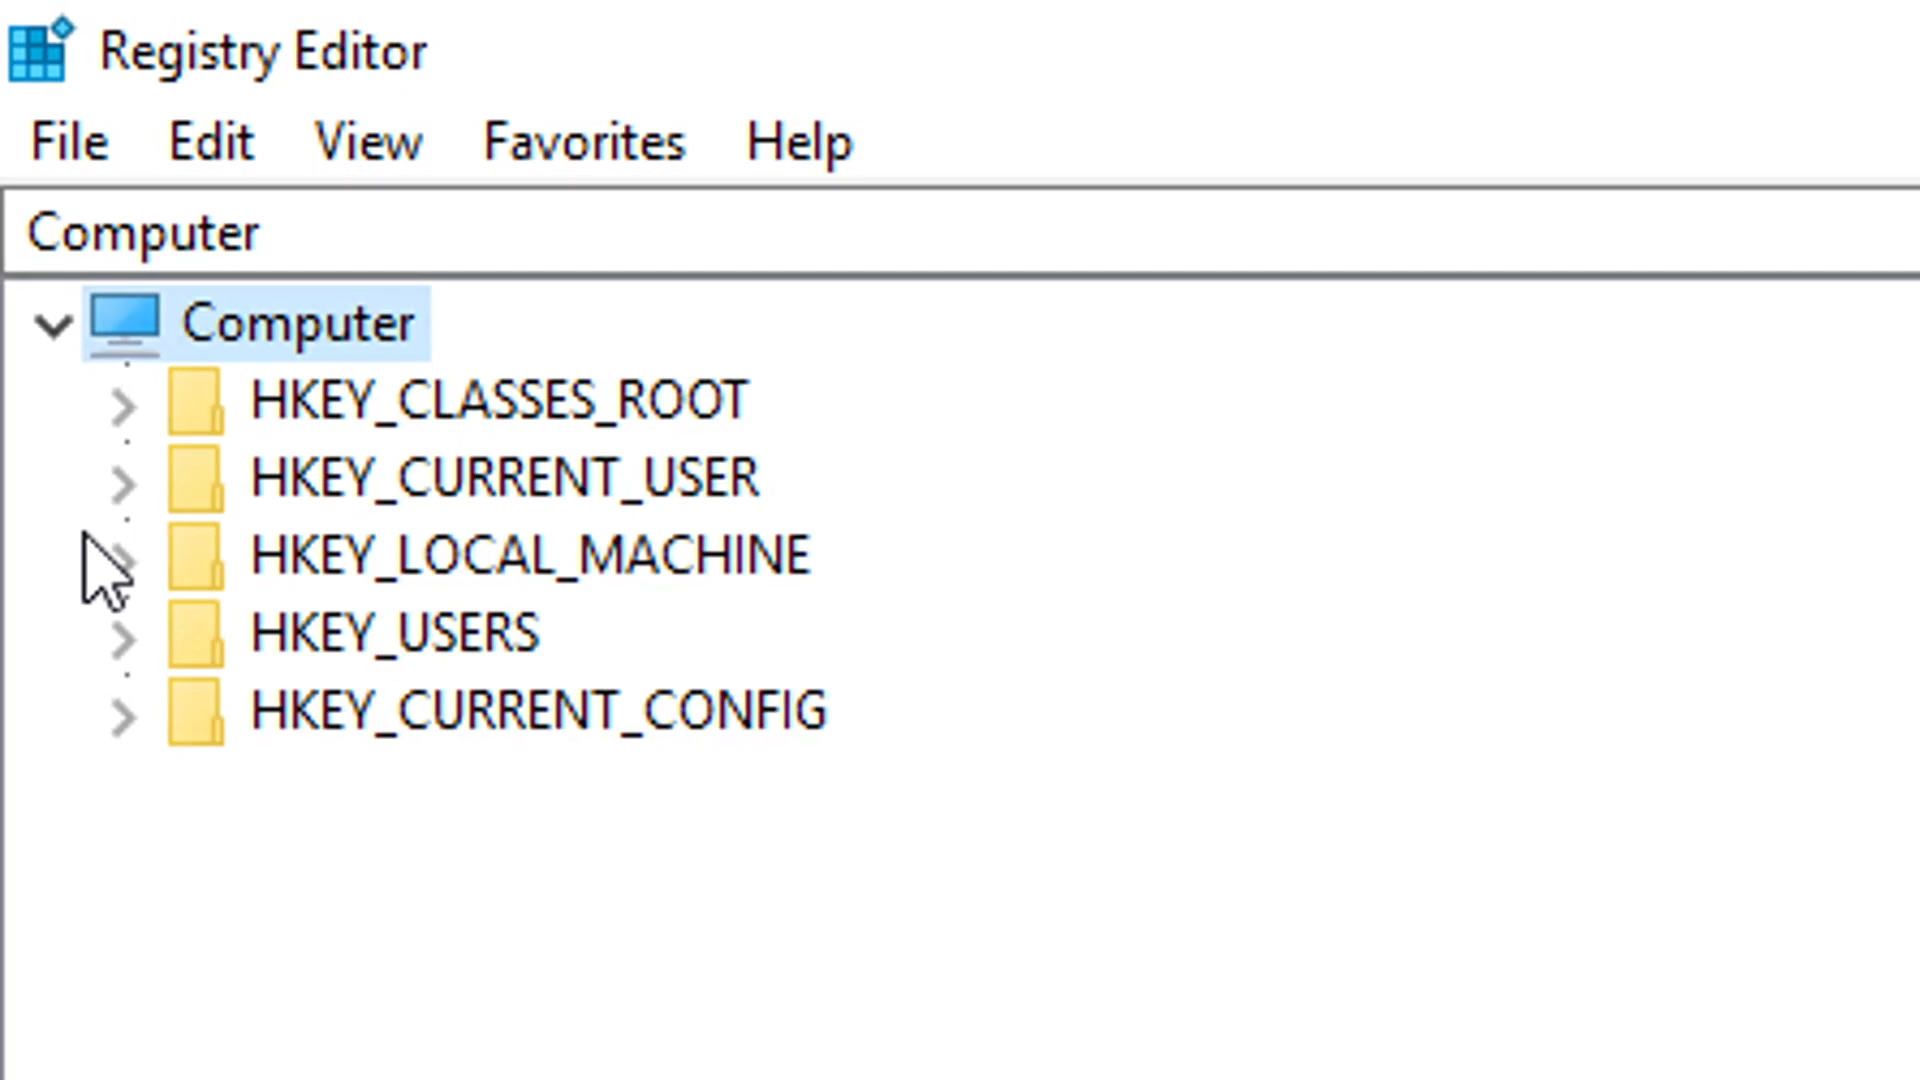 Registry Editor
File Edit View Favorites Help
Computer
Computer
HKEY_CLASSES_ROOT
HKEY_CURRENT_USER
HKEY_LOCAL_MACHINE
HKEY_USERS
HKEY_CURRENT_CONFIG